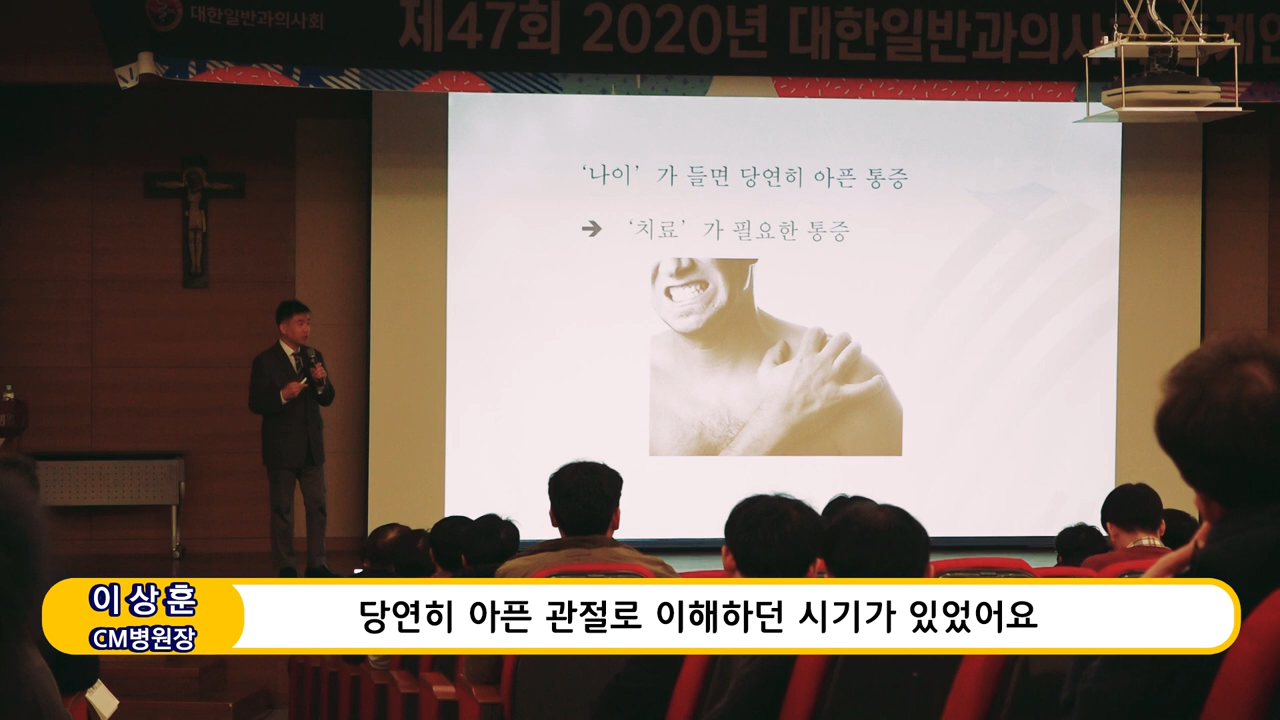 대한일반과의사회
제47회 2020년 대한일반과의사회
‘나이’ 가 들면 당연히 아픈 통증
➔ ‘치료’ 가 필요한 통증
이상훈
CM병원장
당연히 아픈 관절로 이해하던 시기가 있었어요